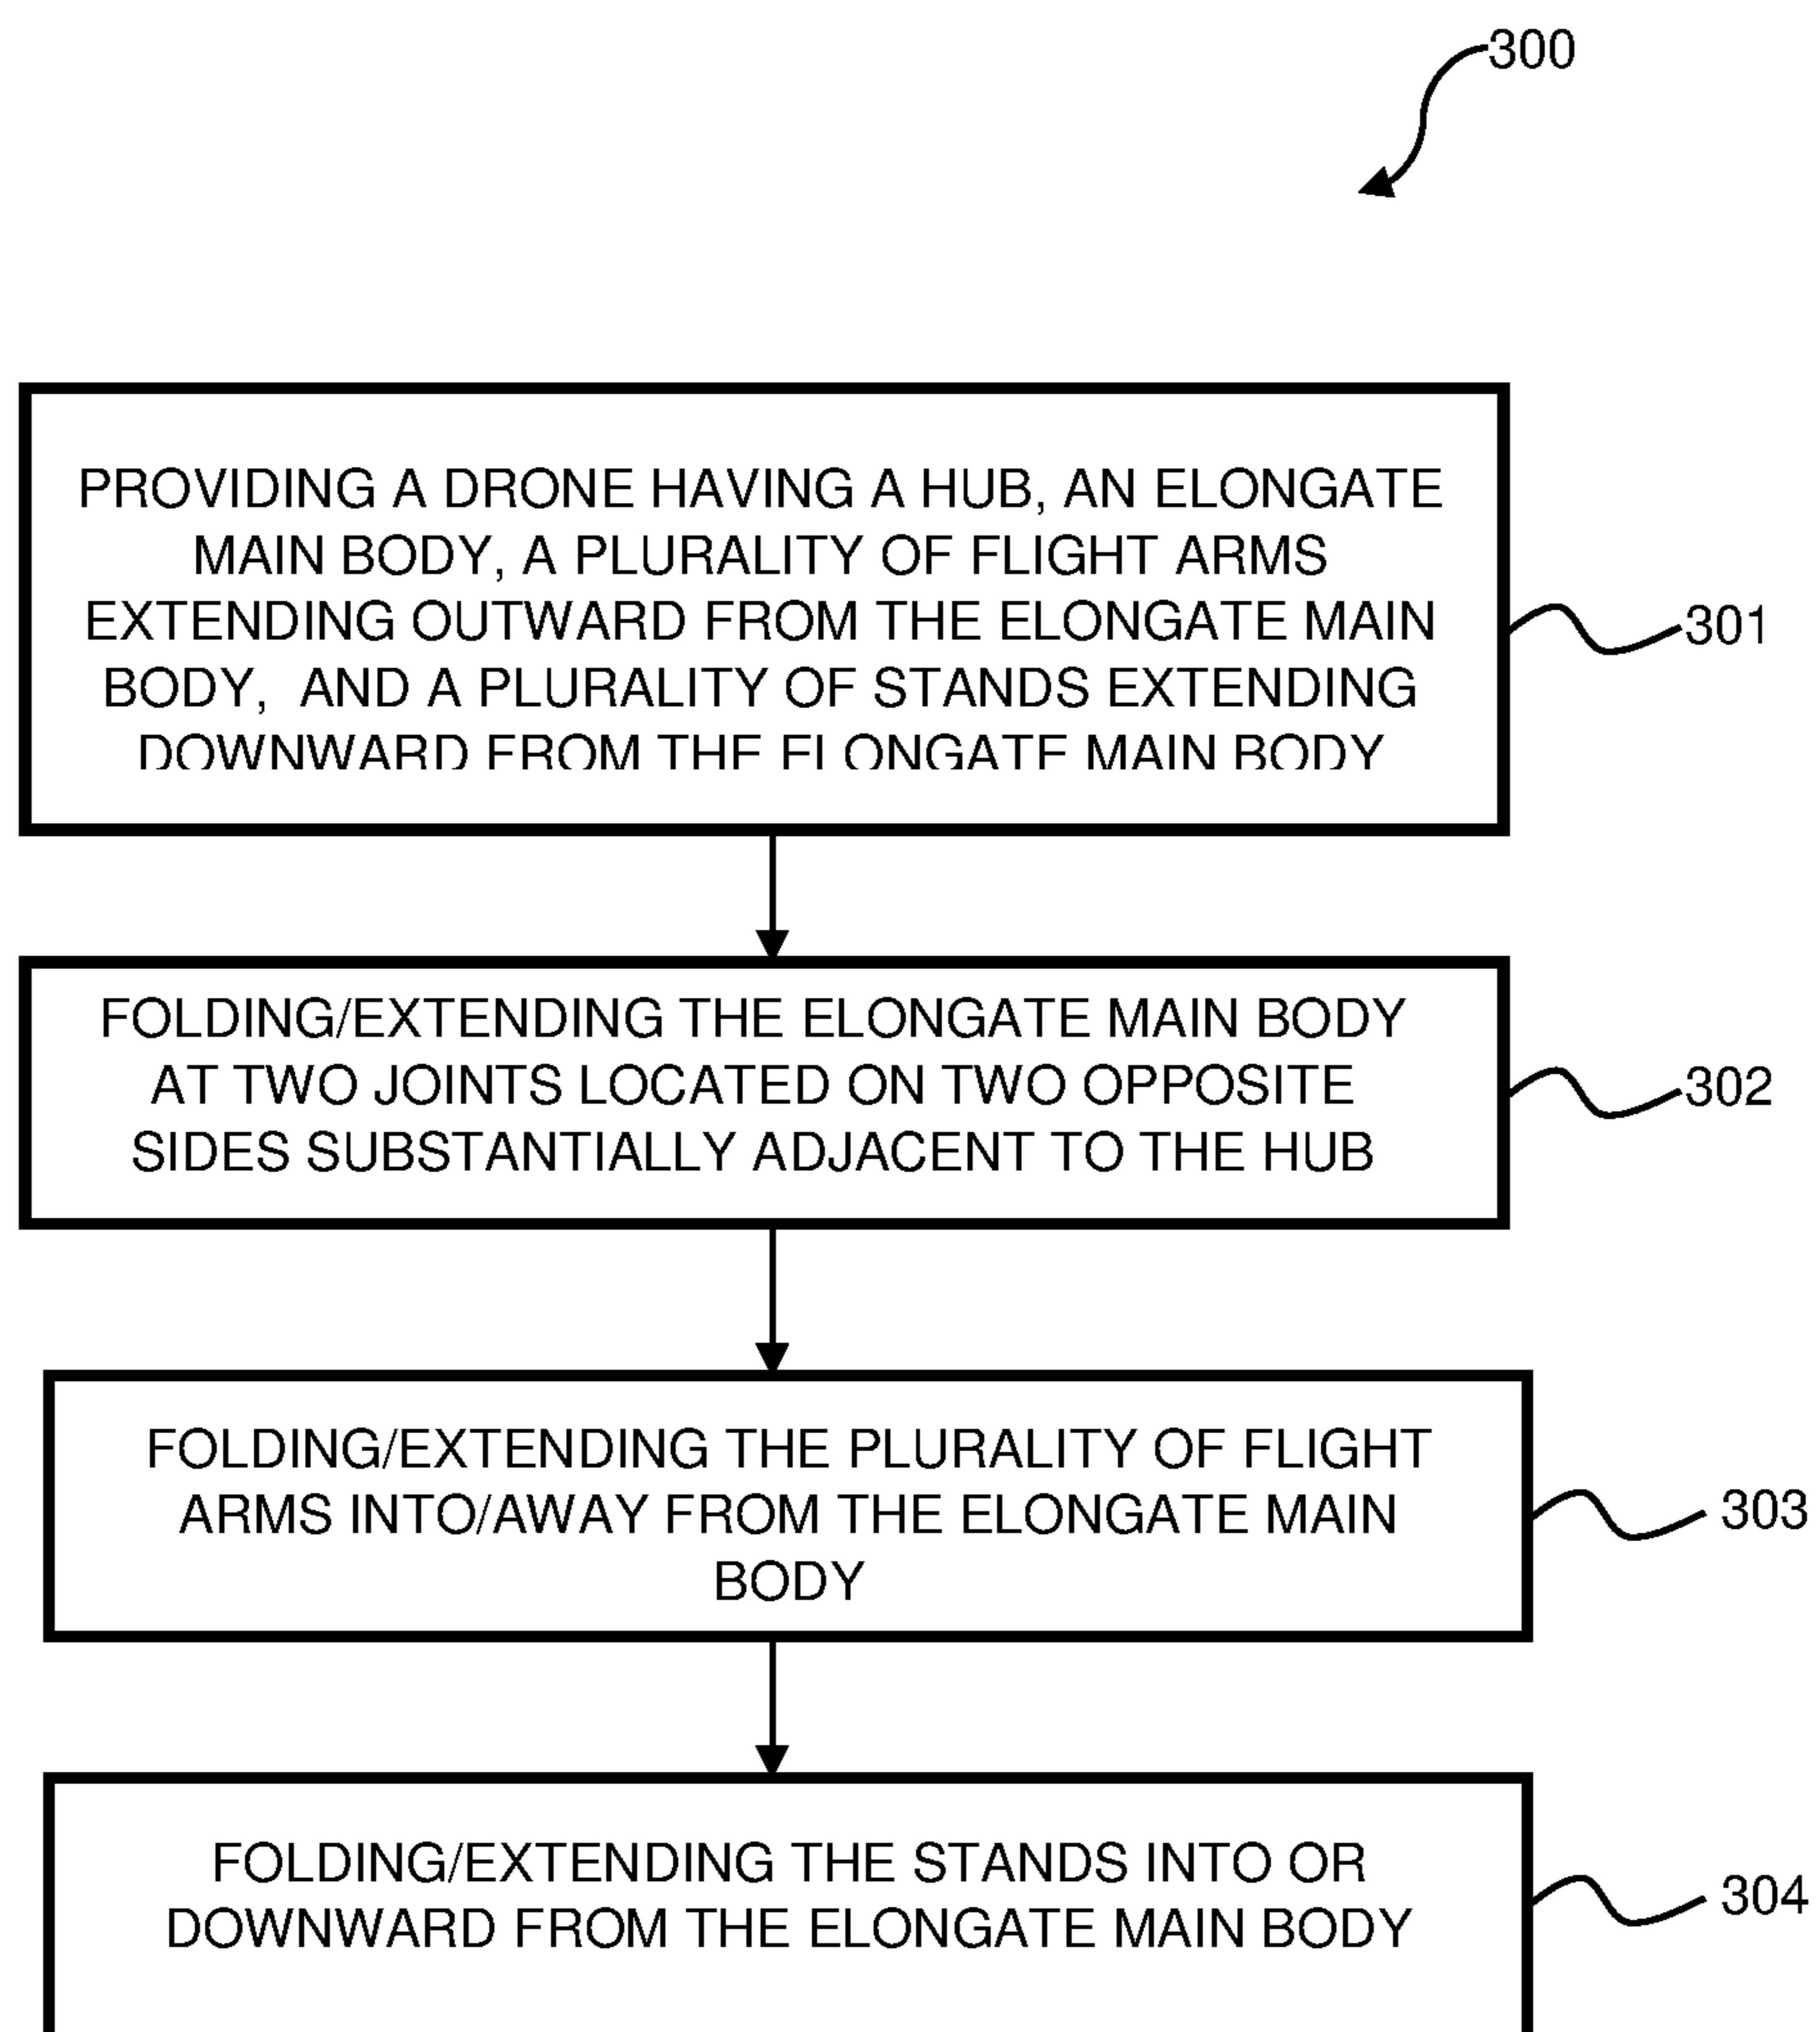 300
PROVIDING A DRONE HAVING A HUB, AN ELONGATE
MAIN BODY, A PLURALITY OF FLIGHT ARMS
EXTENDING OUTWARD FROM THE ELONGATE MAIN
BODY, AND A PLURALITY OF STANDS EXTENDING
DOWNWARD FROM THE ELONGATE MAIN BODY
301
FOLDING/EXTENDING THE ELONGATE MAIN BODY
AT TWO JOINTS LOCATED ON TWO OPPOSITE
SIDES SUBSTANTIALLY ADJACENT TO THE HUB
302
FOLDING/EXTENDING THE PLURALITY OF FLIGHT
ARMS INTO/AWAY FROM THE ELONGATE MAIN
BODY
303
FOLDING/EXTENDING THE STANDS INTO OR
DOWNWARD FROM THE ELONGATE MAIN BODY
304